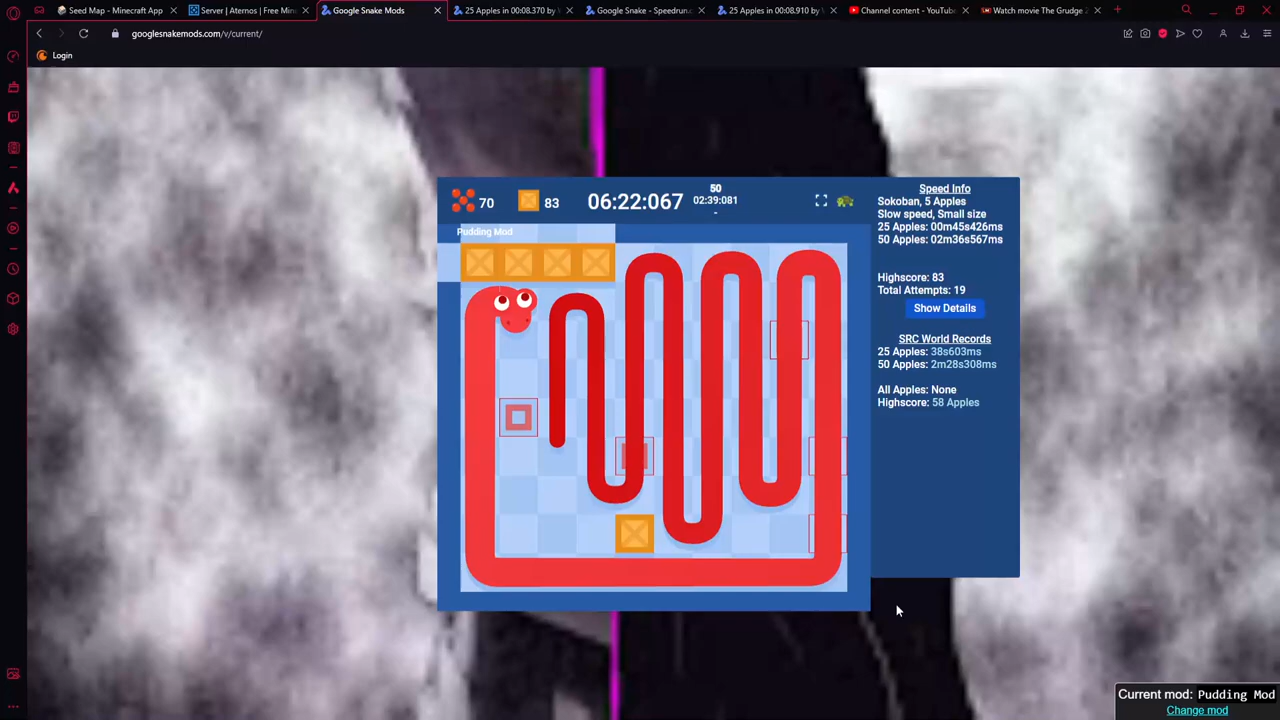 Seed Map - Minecraft App
Server | Aternos | Free Mine
Google Snake Mods
25 Apples in 00:08.370 by
Google Snake - Speedrun.
25 Apples in 00:08.910 by
Channel content - YouTube
Watch movie The Grudge
googlesnakemods.com/v/current/
Login
70
83
06:22:067
50
02:39:081
-
Pudding Mod
Speed Info
Sokoban, 5 Apples
Slow speed, Small size
25 Apples: 00m45s426ms
50 Apples: 02m36s567ms
Highscore: 83
Total Attempts: 19
Show Details
SRC World Records
25 Apples: 38s603ms
50 Apples: 2m28s308ms
All Apples: None
Highscore: 58 Apples
Current mod: Pudding Mod
Change mod